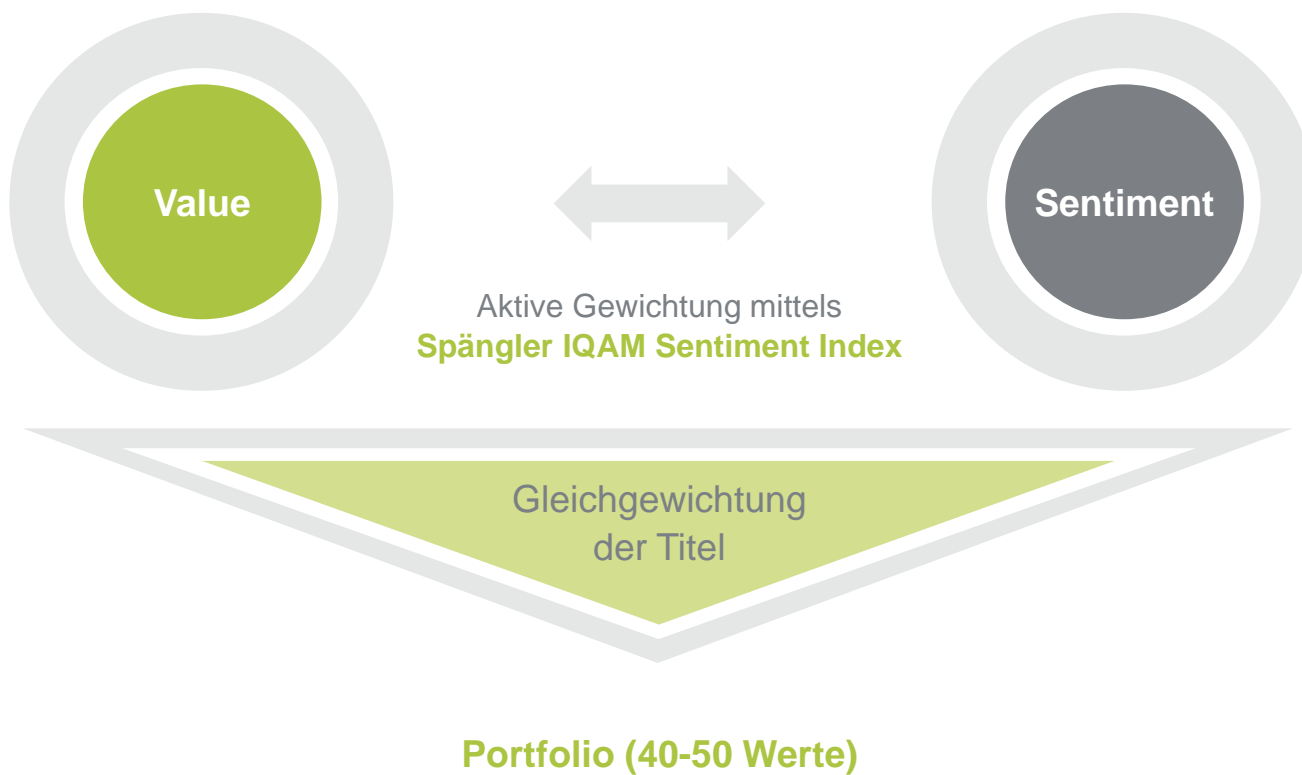 Value
Sentiment
Aktive Gewichtung mittels
Spängler IQAM Sentiment Index
Gleichgewichtung
der Titel
Portfolio (40-50 Werte)